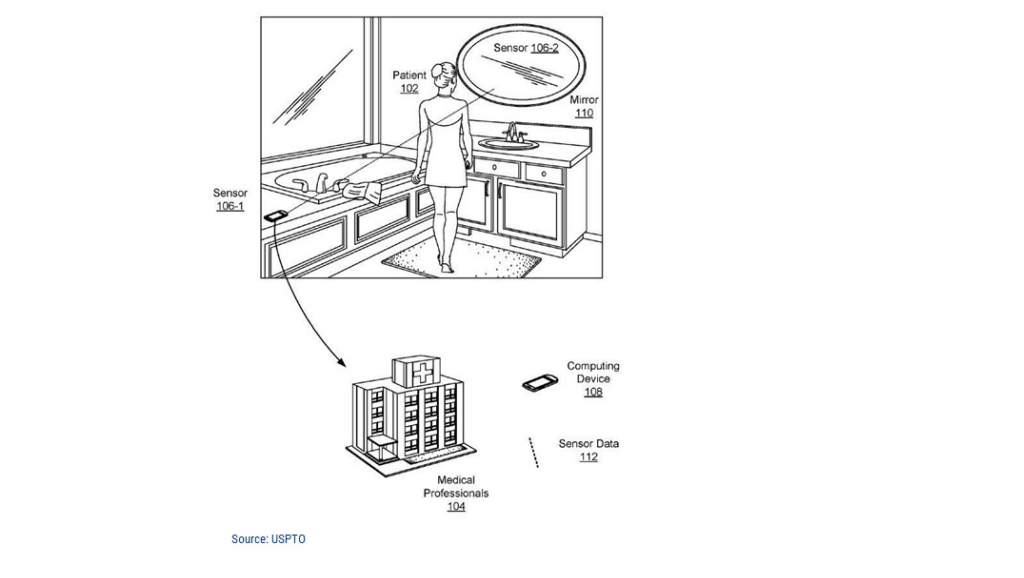 Sensor 106-2
Patient
102
Mirror
110
Sensor
106-1
Computing
Device
108
Sensor Data
112
Medical
Professionals
104
Source: USPTO